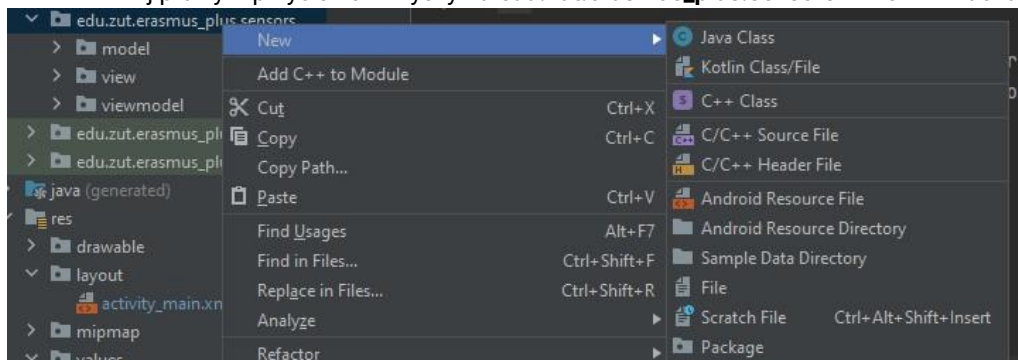 edu.zut.erasmus_plus.sensors
model
view
viewmodel
edu.zut.erasmus_pl
edu.zut.erasmus_pl
java (generated)
res
drawable
layout
activity_main.xn
mipmap
values
New
Add C++ to Module
Cut Ctrl+X
Copy Ctrl+C
Copy Path...
Paste Ctrl+V
Find Usages Alt+F7
Find in Files... Ctrl+Shift+F
Replace in Files... Ctrl+Shift+R
Analyze
Refactor
Java Class
Kotlin Class/File
C++ Class
C/C++ Source File
C/C++ Header File
Android Resource File
Android Resource Directory
Sample Data Directory
File
Scratch File Ctrl+Alt+Shift+Insert
Package